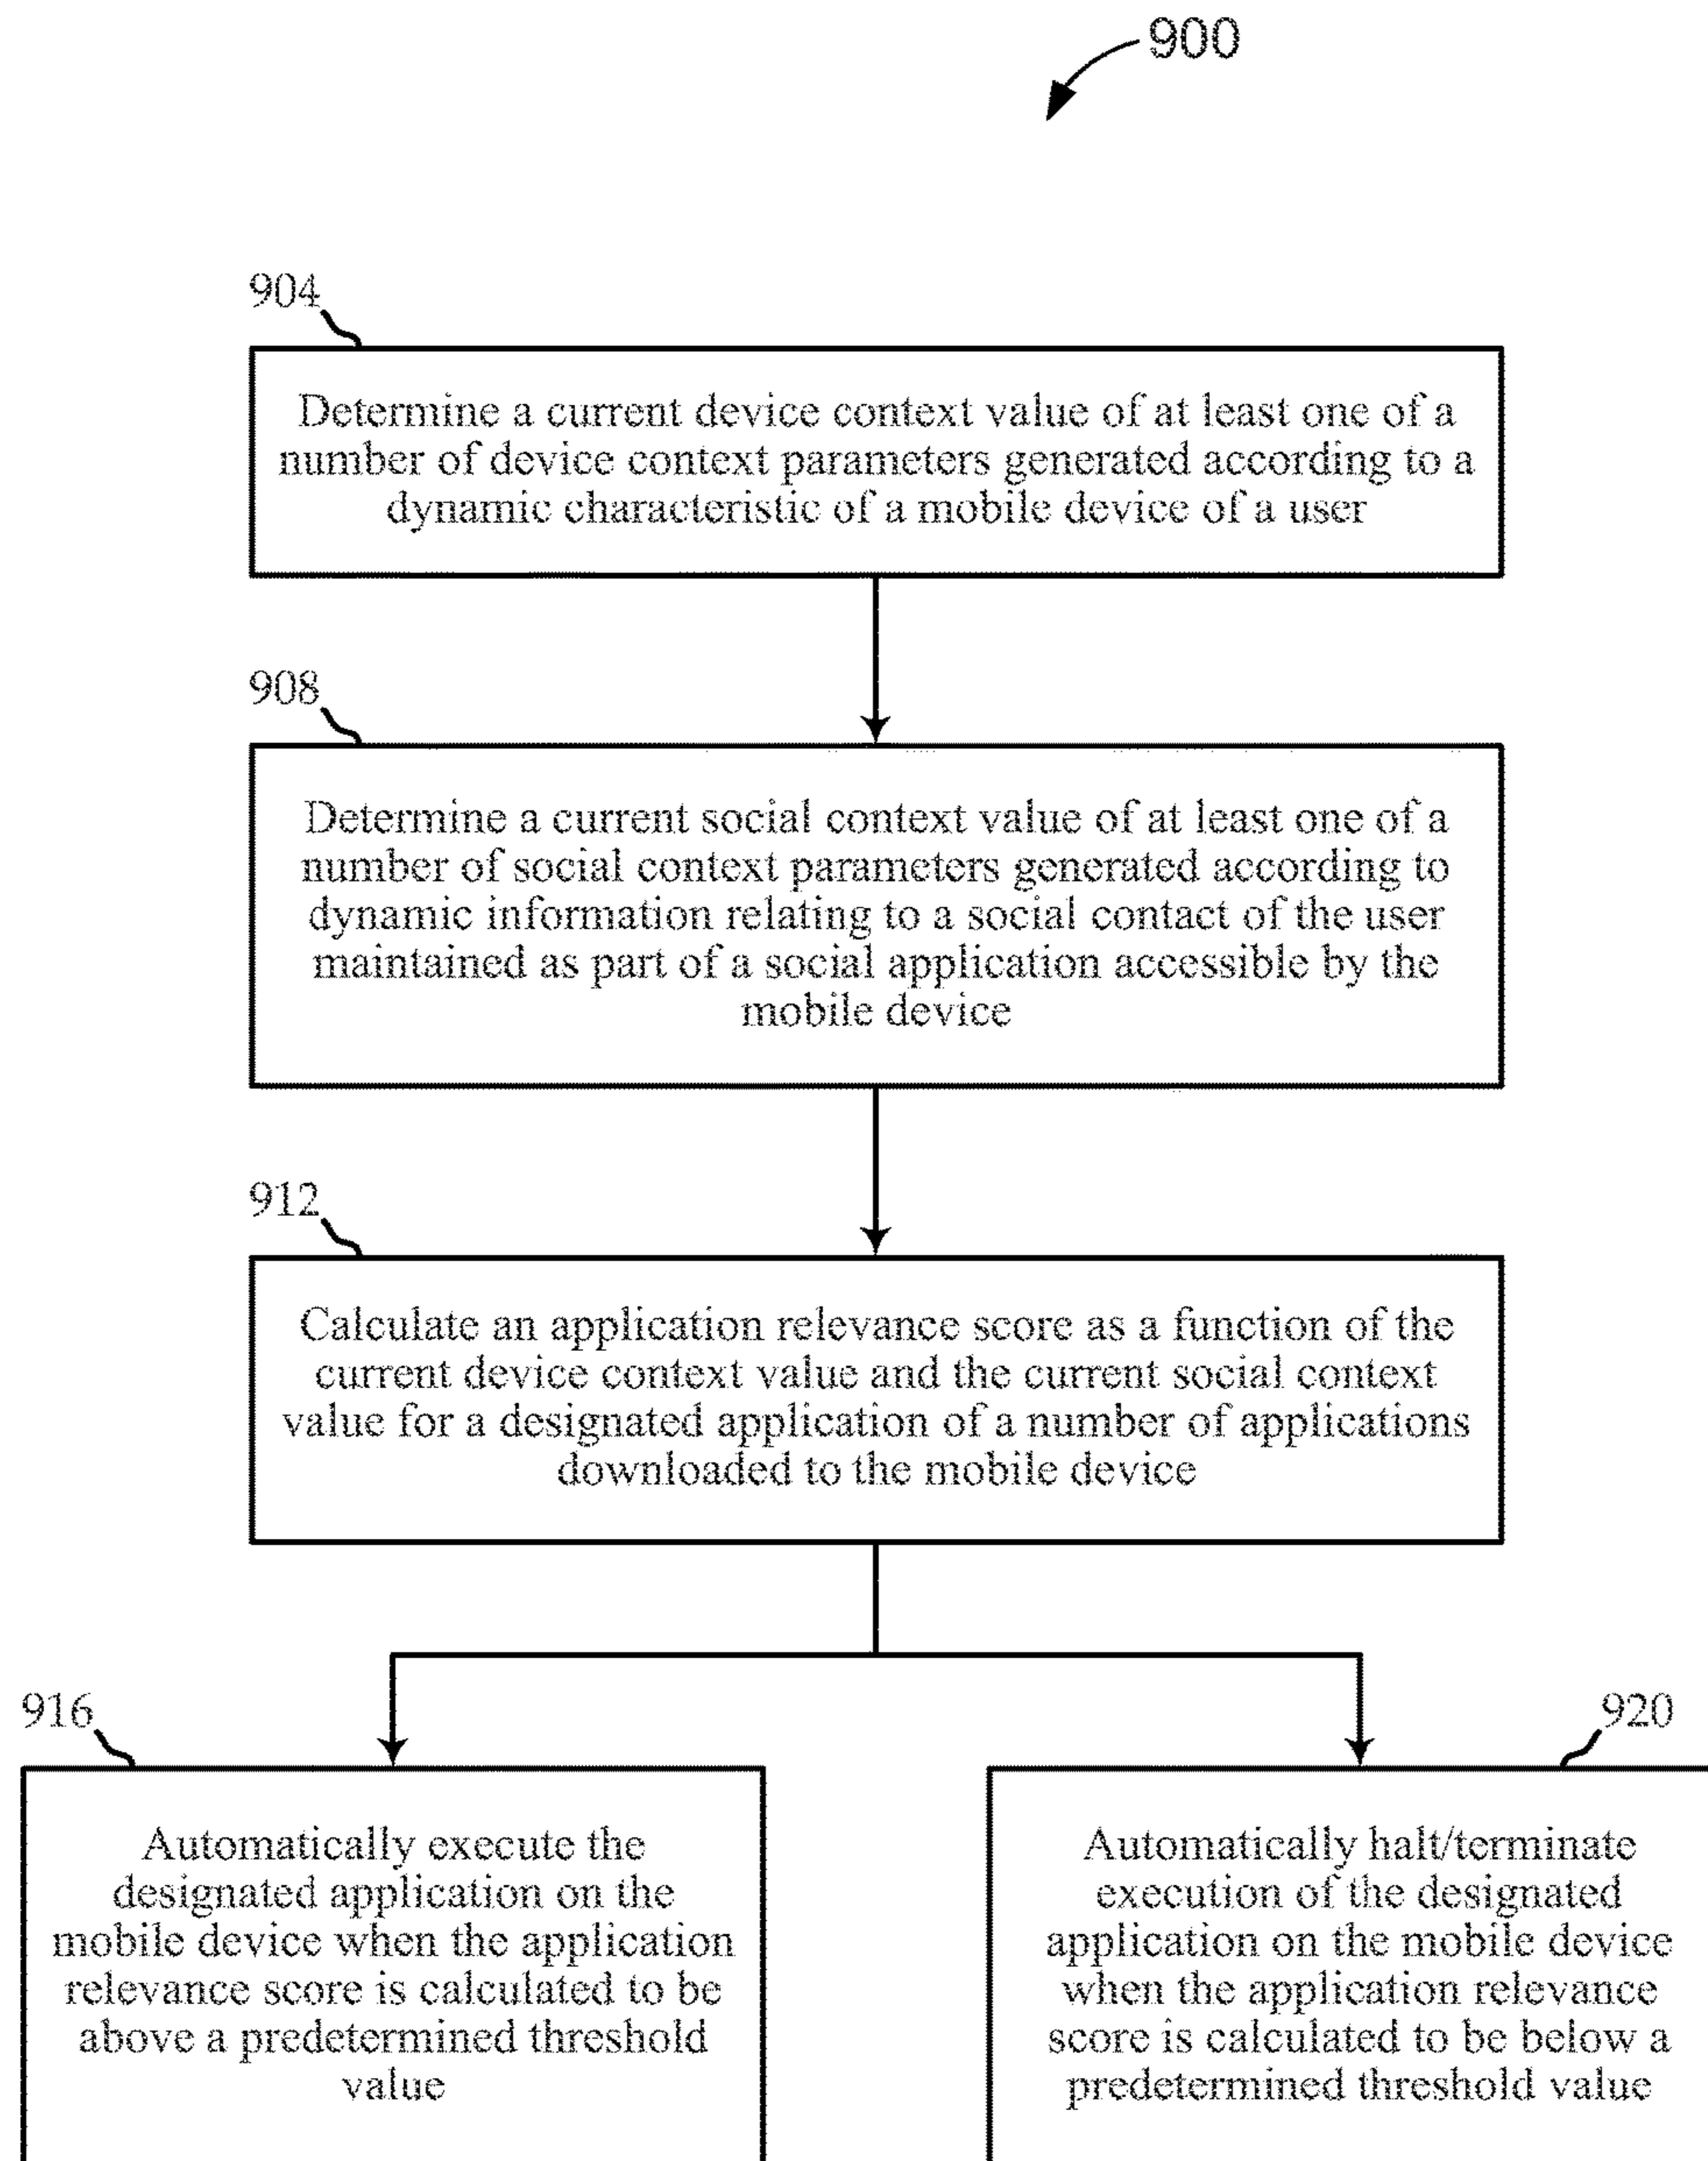 900
904
Determine a current device context value of at least one of a
number of device context parameters generated according to a
dynamic characteristic of a mobile device of a user
908
Determine a current social context value of at least one of a
number of social context parameters generated according to
dynamic information relating to a social contact of the user
maintained as part of a social application accessible by the
mobile device
912
Calculate an application relevance score as a function of the
current device context value and the current social context
value for a designated application of a number of applications
downloaded to the mobile device
916
Automatically execute the
designated application on the
mobile device when the application
relevance score is calculated to be
above a predetermined threshold
value
920
Automatically halt/terminate
execution of the designated
application on the mobile device
when the application relevance
score is calculated to be below a
predetermined threshold value